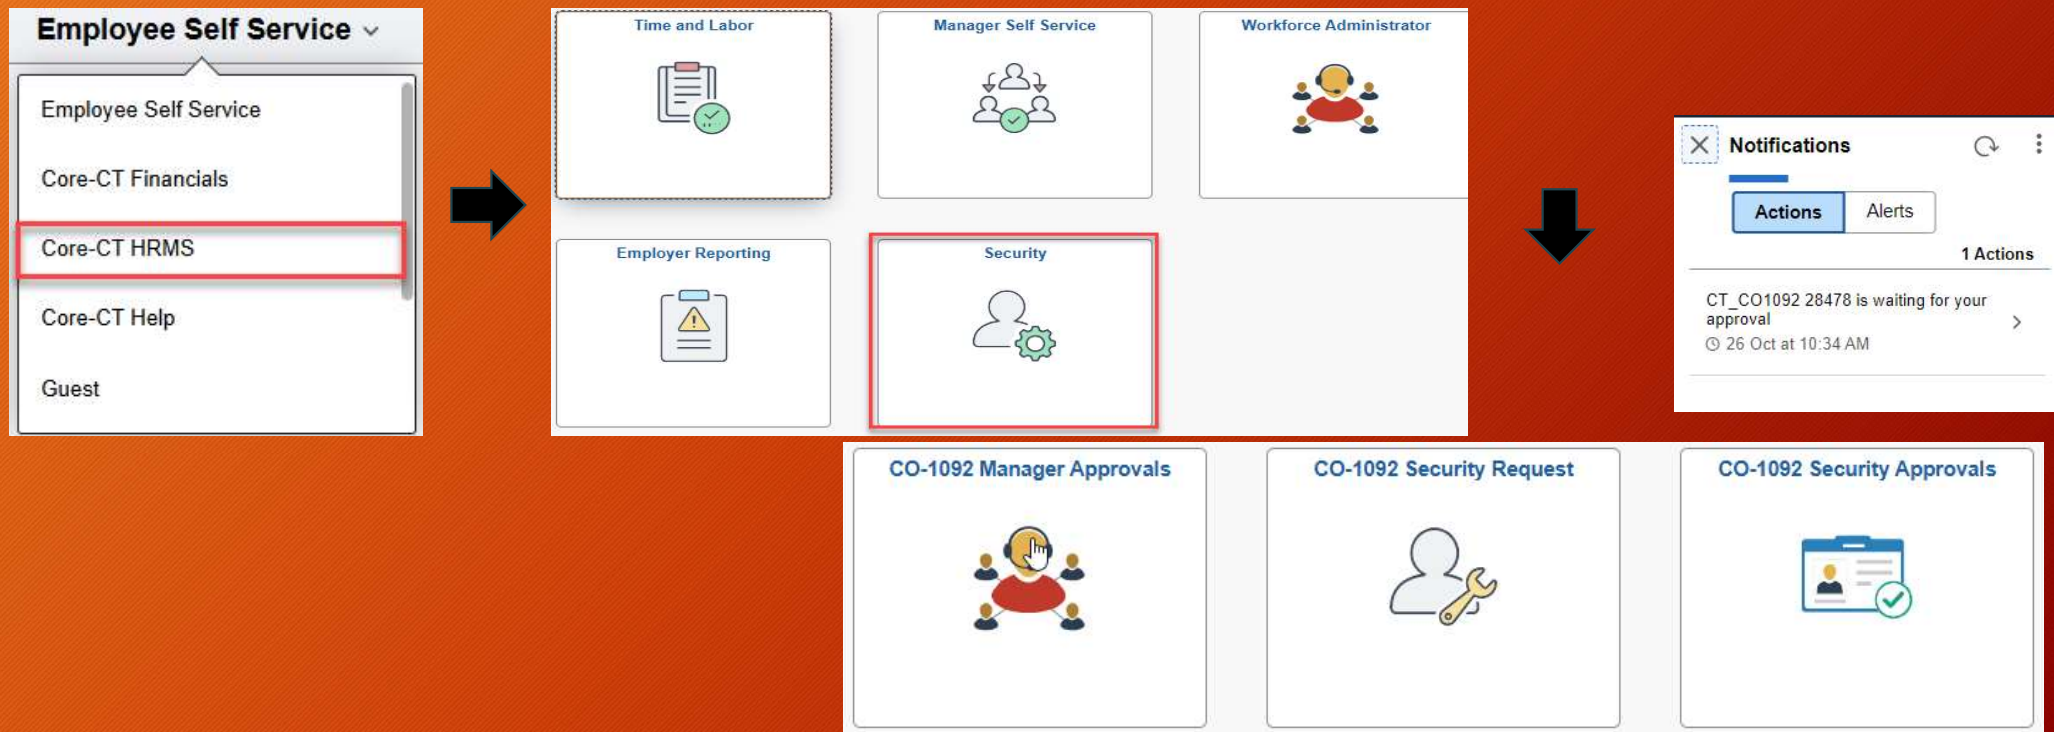 Employee Self Service
Employee Self Service
Core-CT Financials
Core-CT HRMS
Core-CT Help
Guest
Time and Labor
Manager Self Service
Workforce Administrator
Employer Reporting
Security
Notifications
Actions
Alerts
1 Actions
CT_CO1092 28478 is waiting for your
approval
26 Oct at 10:34 AM
CO-1092 Manager Approvals
CO-1092 Security Request
CO-1092 Security Approvals